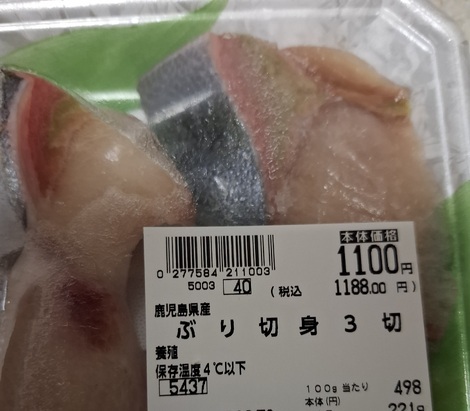 本体価格
1100円
0 277584 211003
5003 40 (税込 1188.00 円)
鹿児島県産
ぶり切身3切
養殖
保存温度4℃以下
5437
100g当たり 498
本体(円)
221g